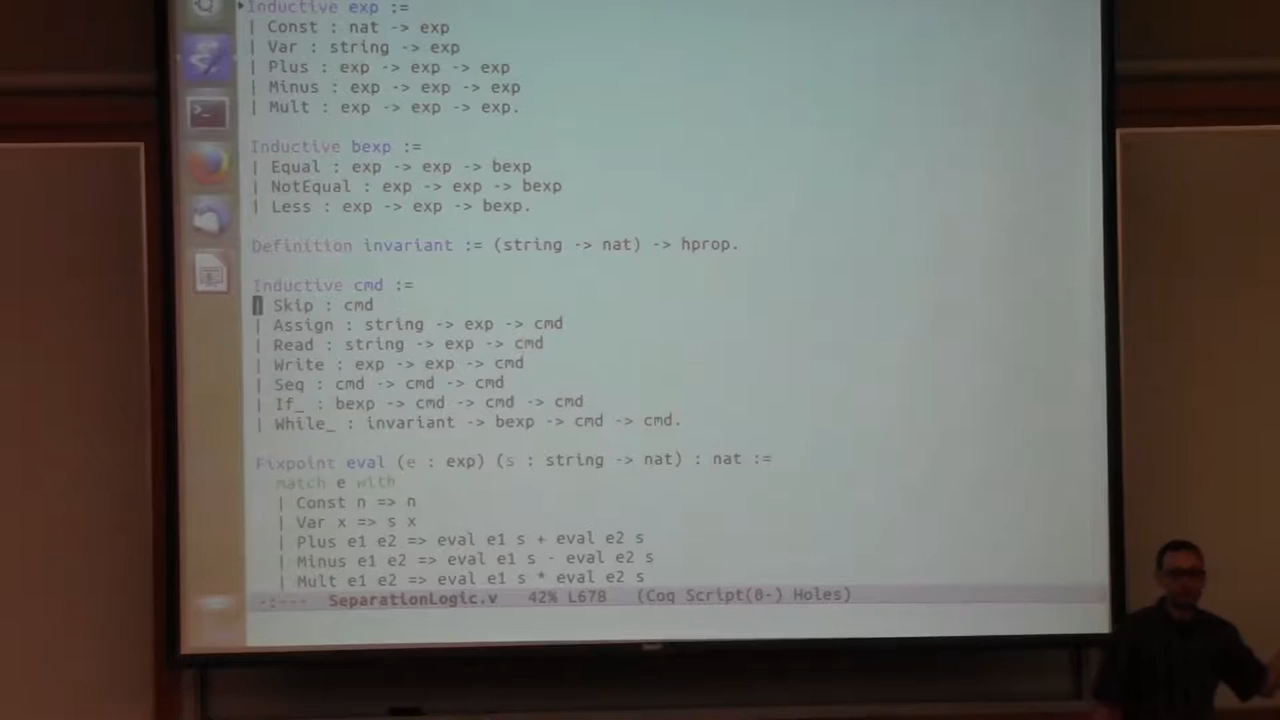 Inductive exp :=
| Const : nat -> exp
| Var : string -> exp
| Plus : exp -> exp -> exp
| Minus : exp -> exp -> exp
| Mult : exp -> exp -> exp.
Inductive bexp :=
| Equal : exp -> exp -> bexp
| NotEqual : exp -> exp -> bexp
| Less : exp -> exp -> bexp.
Definition invariant := (string -> nat) -> hprop.
Inductive cmd :=
| Skip : cmd
| Assign : string -> exp -> cmd
| Read : string -> exp -> cmd
| Write : exp -> exp -> cmd
| Seq : cmd -> cmd -> cmd
| If_ : bexp -> cmd -> cmd -> cmd
| While_ : invariant -> bexp -> cmd -> cmd.
Fixpoint eval (e : exp) (s : string -> nat) : nat :=
match e with
| Const n => n
| Var x => s x
| Plus e1 e2 => eval e1 s + eval e2 s
| Minus e1 e2 => eval e1 s - eval e2 s
| Mult e1 e2 => eval e1 s * eval e2 s
-:--- SeparationLogic.v 42% L678 (Coq Script(0-) Holes)